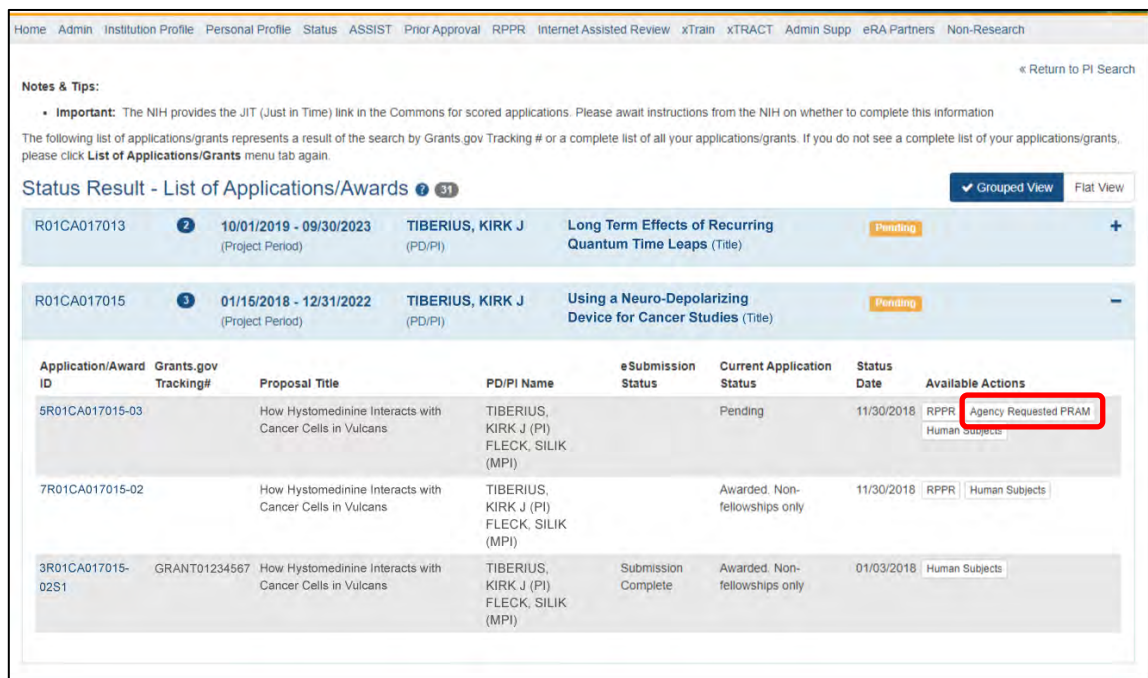 Home Admin Institution Profile Personal Profile Status ASSIST Prior Approval RPPR Internet Assisted Review xTrain xTRACT Admin Supp eRA Partners Non-Research
« Return to PI Search
Notes & Tips:
• Important: The NIH provides the JIT (Just in Time) link in the Commons for scored applications. Please await instructions from the NIH on whether to complete this information
The following list of applications/grants represents a result of the search by Grants.gov Tracking # or a complete list of all your applications/grants. If you do not see a complete list of your applications/grants,
please click List of Applications/Grants menu tab again.
Status Result - List of Applications/Awards ? 31
Grouped View Flat View
R01CA017013 2 10/01/2019 - 09/30/2023 TIBERIUS, KIRK J Long Term Effects of Recurring Pending +
(Project Period) (PD/PI) Quantum Time Leaps (Title)
R01CA017015 3 01/15/2018 - 12/31/2022 TIBERIUS, KIRK J Using a Neuro-Depolarizing Pending −
(Project Period) (PD/PI) Device for Cancer Studies (Title)
Application/Award Grants.gov eSubmission Current Application Status
ID Tracking# Proposal Title PD/PI Name Status Status Date Available Actions
5R01CA017015-03 How Hystomedinine Interacts with TIBERIUS, Pending 11/30/2018 RPPR Agency Requested PRAM
Cancer Cells in Vulcans KIRK J (PI) Human Subjects
FLECK, SILIK
(MPI)
7R01CA017015-02 How Hystomedinine Interacts with TIBERIUS, Awarded. Non- 11/30/2018 RPPR Human Subjects
Cancer Cells in Vulcans KIRK J (PI) fellowships only
FLECK, SILIK
(MPI)
3R01CA017015- GRANT01234567 How Hystomedinine Interacts with TIBERIUS, Submission Awarded. Non- 01/03/2018 Human Subjects
02S1 Cancer Cells in Vulcans KIRK J (PI) Complete fellowships only
FLECK, SILIK
(MPI)